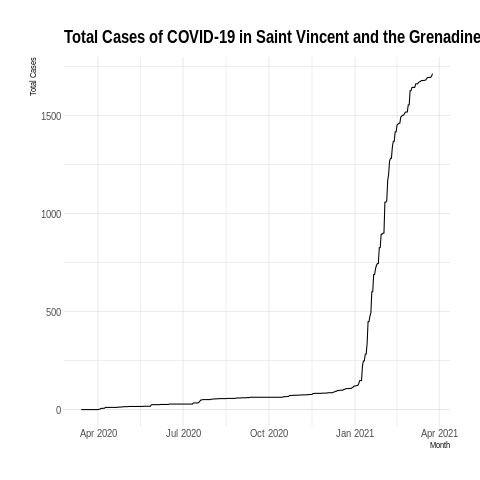 Total Cases of COVID-19 in Saint Vincent and the Grenadine
Total Cases
1500
1000
500
0
Apr 2020 Jul 2020 Oct 2020 Jan 2021 Apr 2021
Month